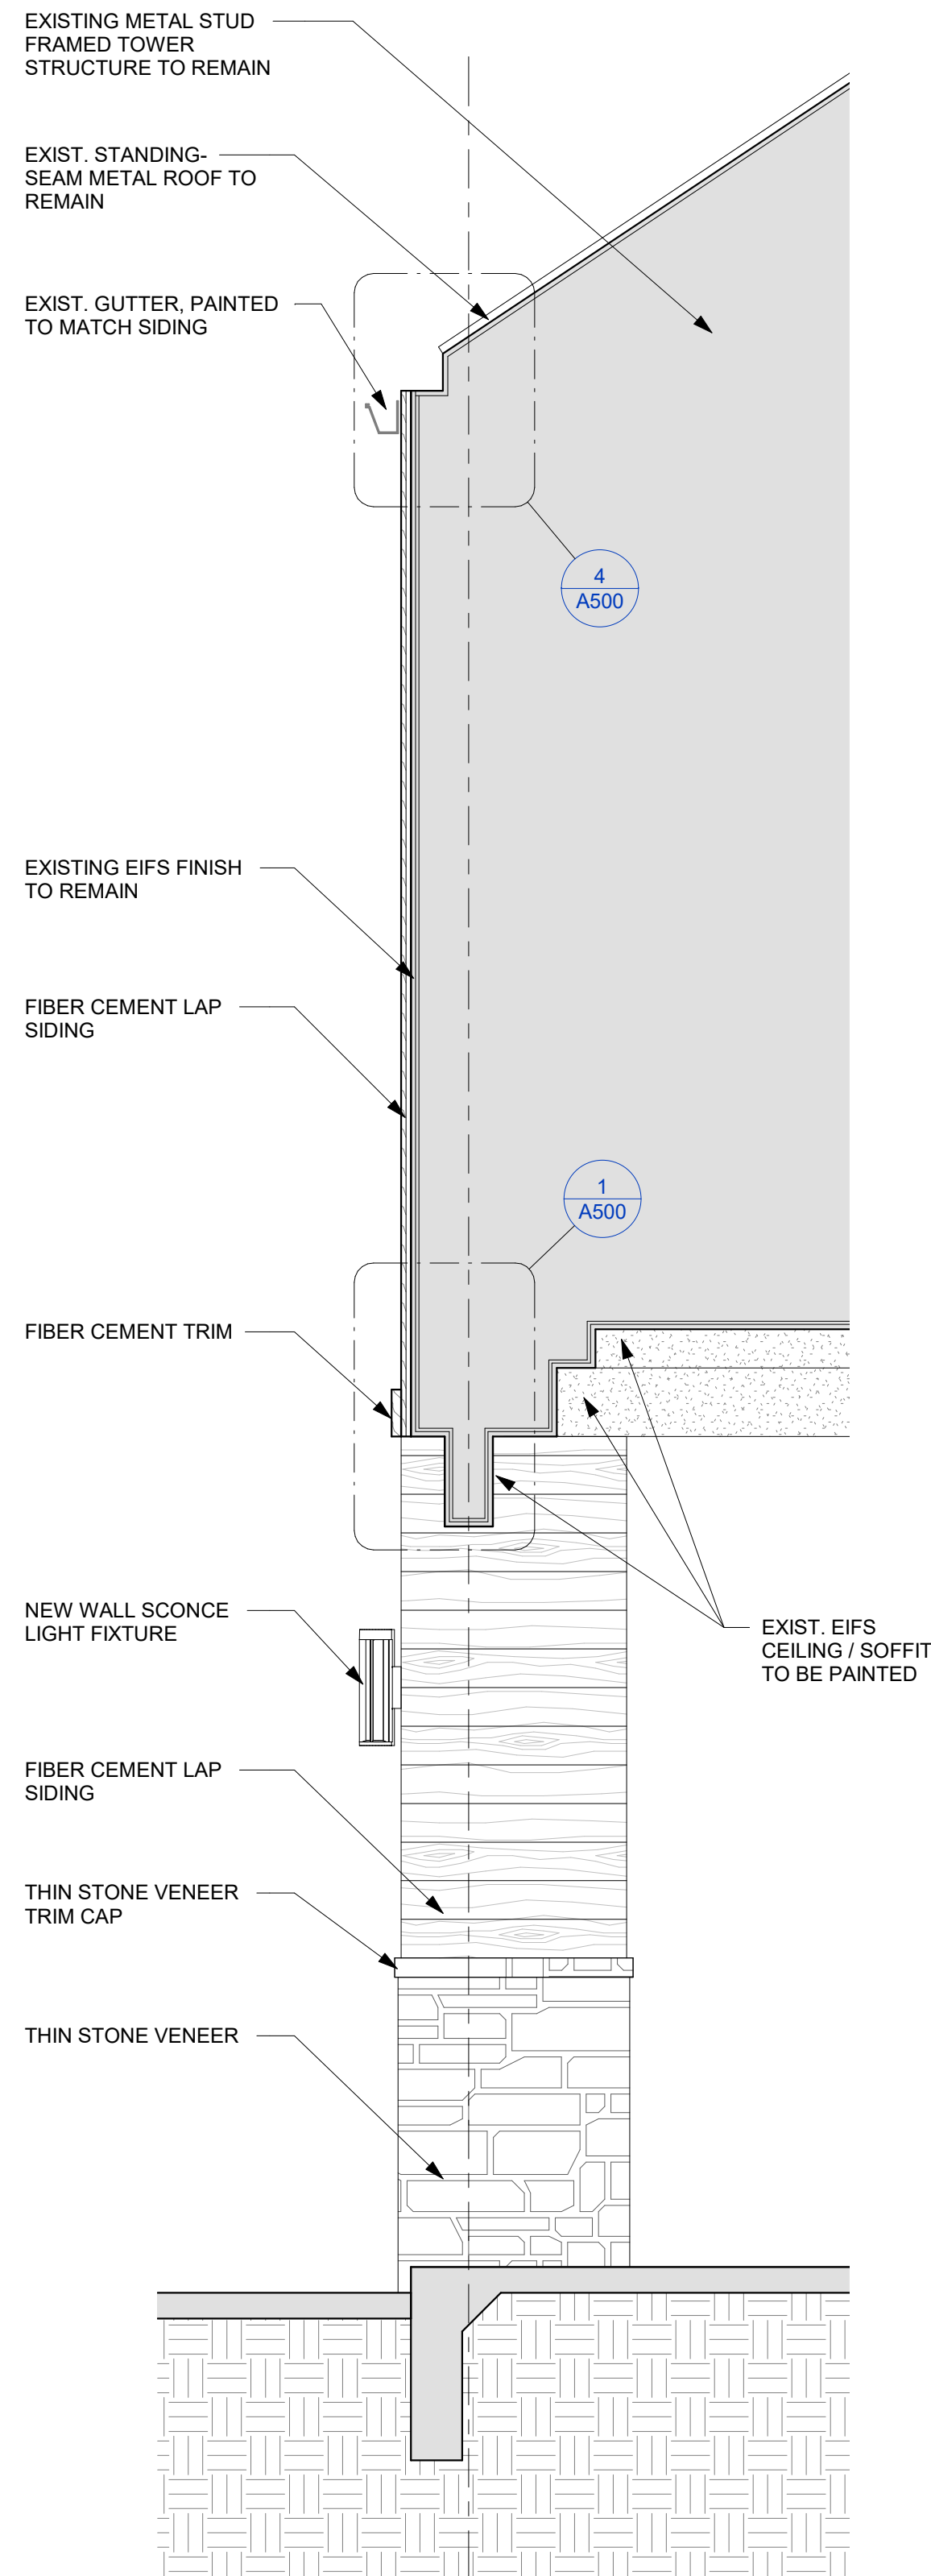 EXISTING METAL STUD
FRAMED TOWER
STRUCTURE TO REMAIN
EXIST. STANDING-
SEAM METAL ROOF TO
REMAIN
EXIST. GUTTER, PAINTED
TO MATCH SIDING
4
A500
EXISTING EIFS FINISH
TO REMAIN
FIBER CEMENT LAP
SIDING
1
A500
FIBER CEMENT TRIM
NEW WALL SCONCE
LIGHT FIXTURE
EXIST. EIFS
CEILING / SOFFIT
TO BE PAINTED
FIBER CEMENT LAP
SIDING
THIN STONE VENEER
TRIM CAP
THIN STONE VENEER